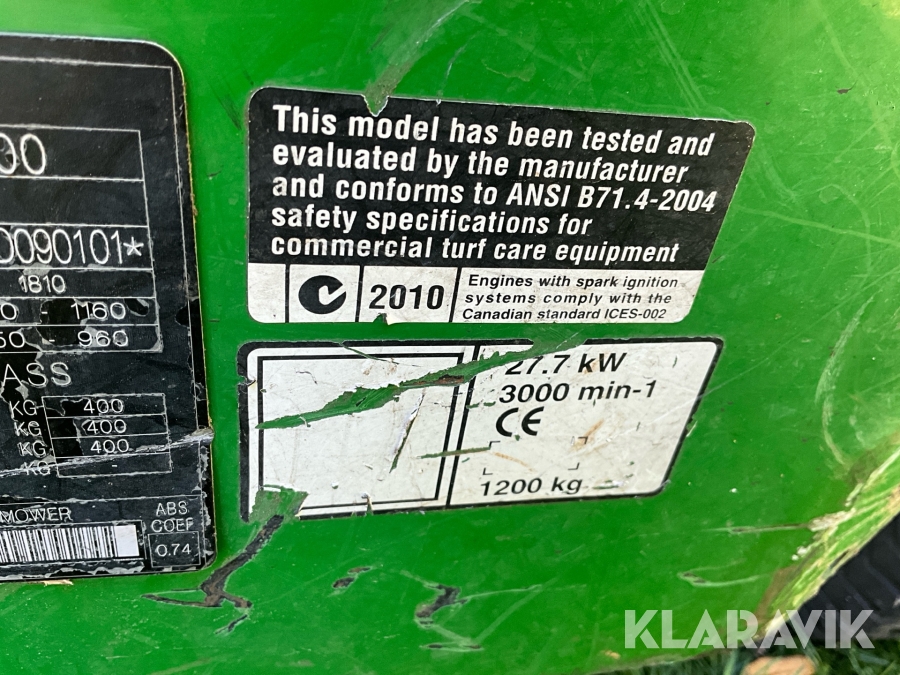 00
0090101*
1810
0 - 1160
60 - 960
ASS
KG 400
KG 400
KG 400
KG -
MOWER
ABS
COEF
0.74
This model has been tested and
evaluated by the manufacturer
and conforms to ANSI B71.4-2004
safety specifications for
commercial turf care equipment
2010
Engines with spark ignition
systems comply with the
Canadian standard ICES-002
27.7 kW
3000 min-1
CE
1200 kg
KLARAVIK